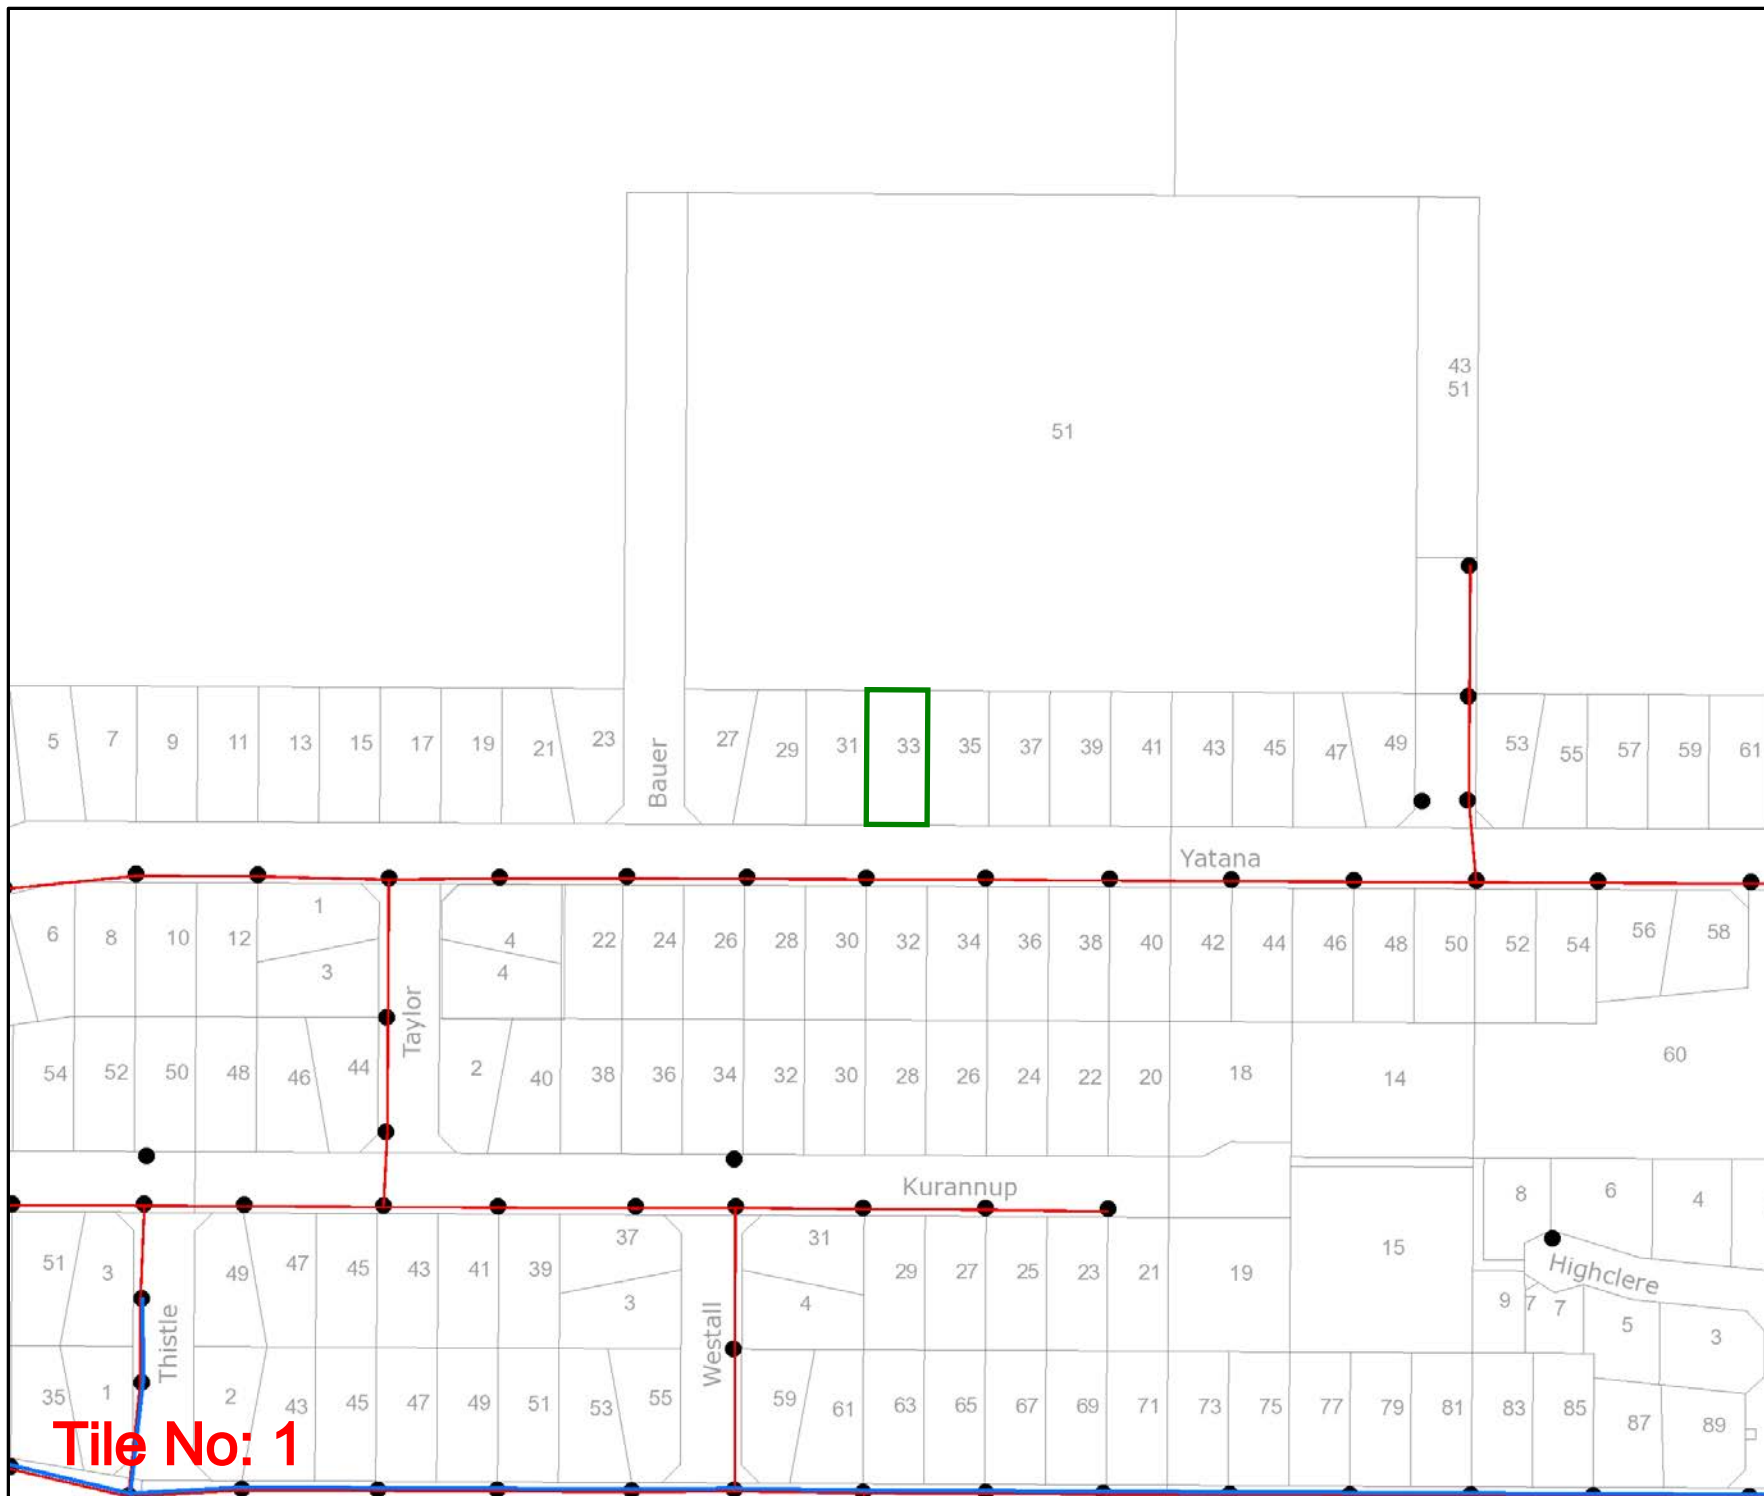 43
51
51
5 7 9 11 13 15 17 19 21 23 Bauer 27 29 31 33 35 37 39 41 43 45 47 49 53 55 57 59 61
Yatana
6 8 10 12 1 4 22 24 26 28 30 32 34 36 38 40 42 44 46 48 50 52 54 56 58
3 4
Taylor
54 52 50 48 46 44 2 40 38 36 34 32 30 28 26 24 22 20 18 14 60
Kurannup
8 6 4
51 3 49 47 45 43 41 39 37 31 29 27 25 23 21 19 15
Highclere
3 4 9 7 7 5 3
Thistle
Westall
35 1 2 43 45 47 49 51 53 55 59 61 63 65 67 69 71 73 75 77 79 81 83 85 87 89
Tile No: 1